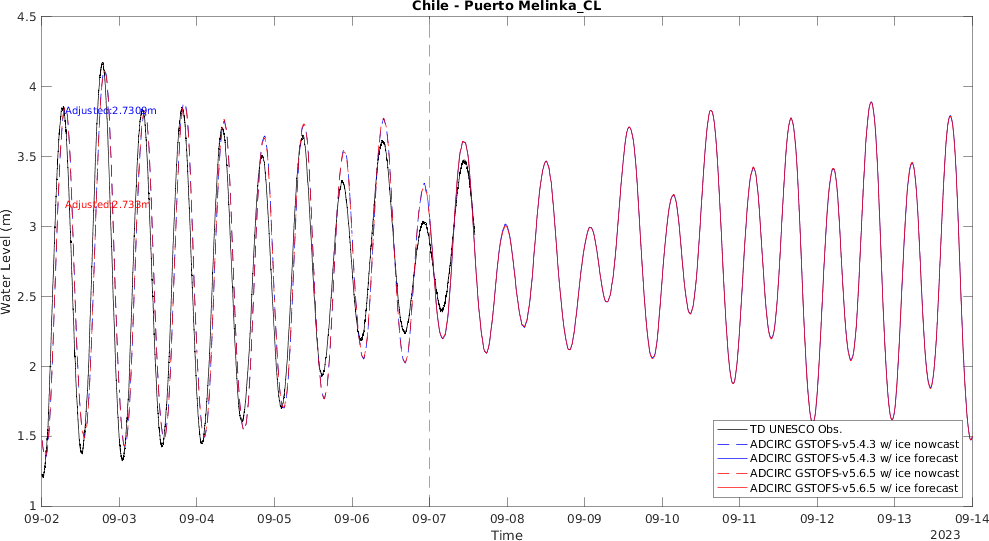 Chile - Puerto Melinka_CL
4.5
4
3.5
3
2.5
2
1.5
1
Water Level (m)
Adjusted:2.7309m
Adjusted:2.733m
TD UNESCO Obs.
ADCIRC GSTOFS-v5.4.3 w/ ice nowcast
ADCIRC GSTOFS-v5.4.3 w/ ice forecast
ADCIRC GSTOFS-v5.6.5 w/ ice nowcast
ADCIRC GSTOFS-v5.6.5 w/ ice forecast
09-02 09-03 09-04 09-05 09-06 09-07 09-08 09-09 09-10 09-11 09-12 09-13 09-14
Time
2023